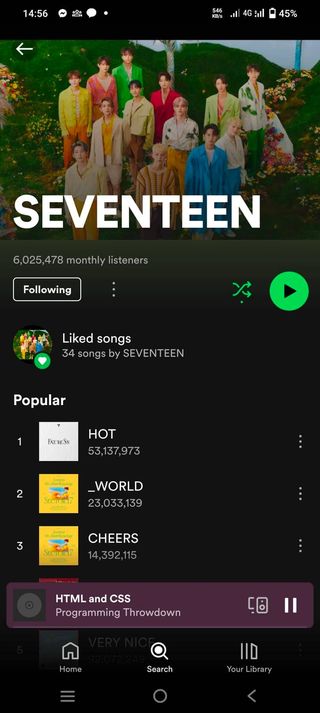 14:56
546
KB/s
4G
45%
SEVENTEEN
6,025,478 monthly listeners
Following
Liked songs
34 songs by SEVENTEEN
Popular
1
HOT
53,137,973
2
_WORLD
23,033,139
3
CHEERS
14,392,115
HTML and CSS
Programming Throwdown
5
VERY NICE
Home
Search
Your Library